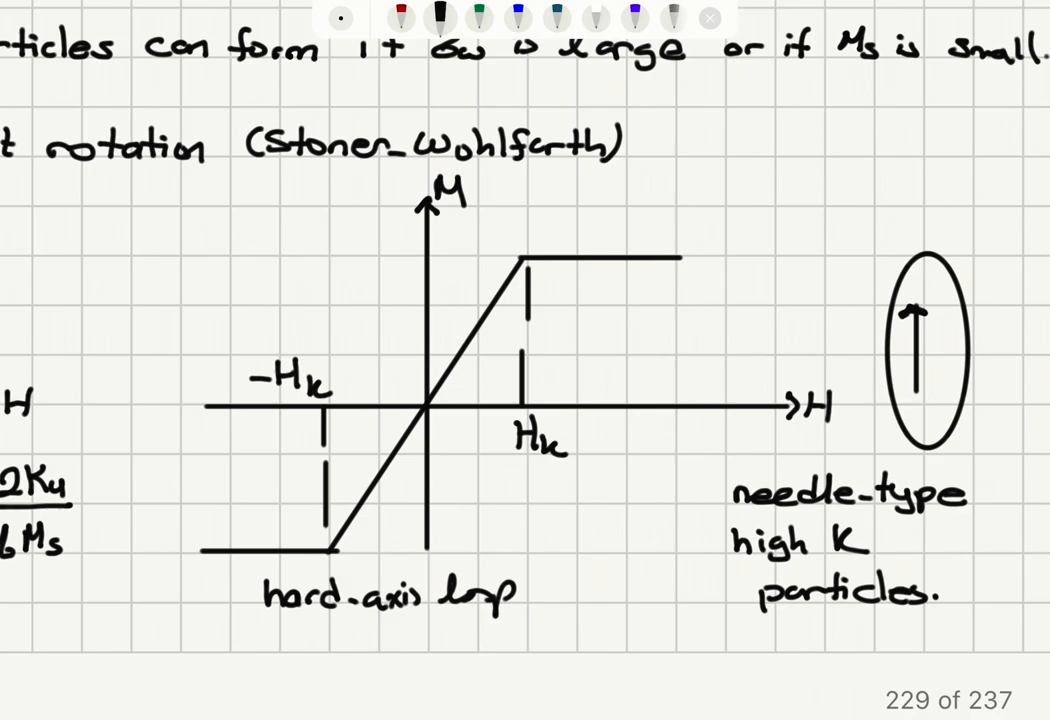 rticles can form if δw is large or if Ms is small.
t rotation (Stoner-Wohlfarth)
M
-Hk
H
H
Hk
2Ku
Ms
needle-type
high K
particles.
hard-axis loop
229 of 237